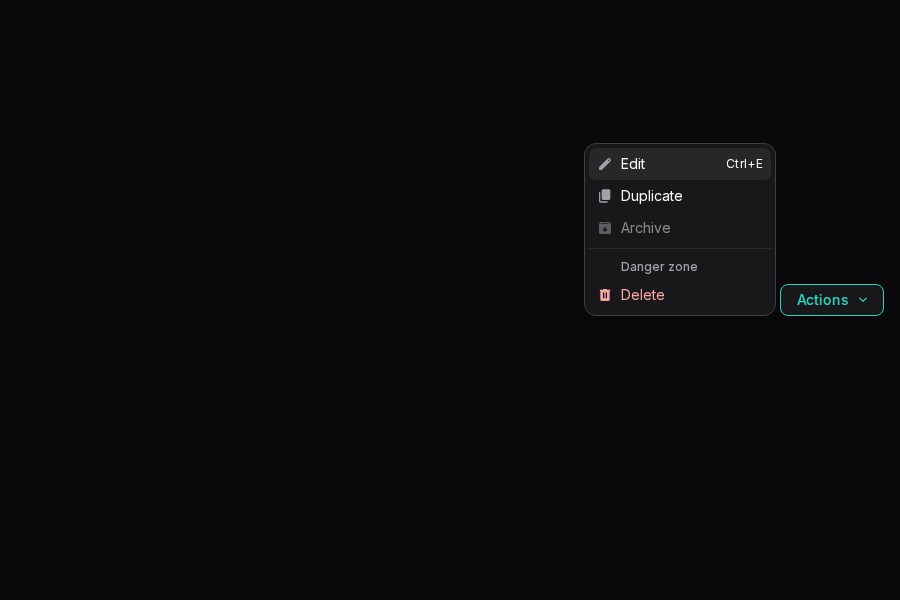 Edit Ctrl+E
Duplicate
Archive
Danger zone
Delete
Actions